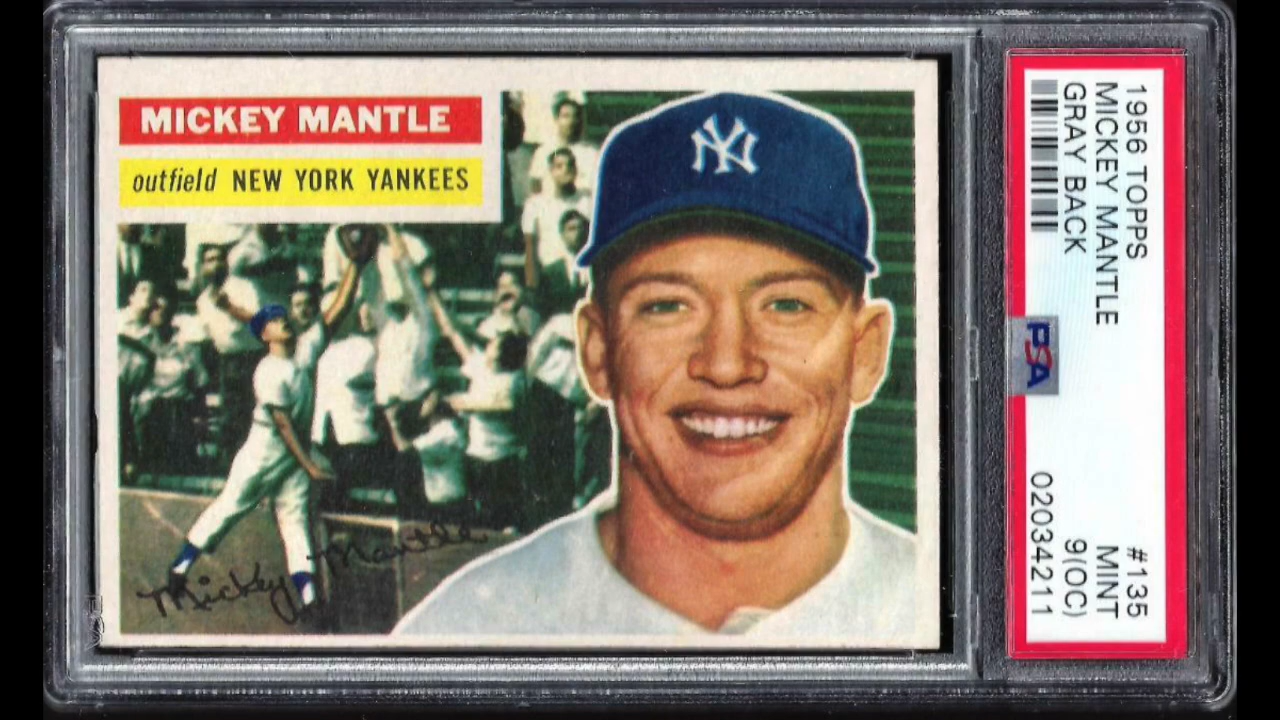 MICKEY MANTLE
outfield NEW YORK YANKEES
NY
Mickey Mantle
1956 TOPPS #135
MICKEY MANTLE MINT
GRAY BACK 9(OC)
02034211
PSA